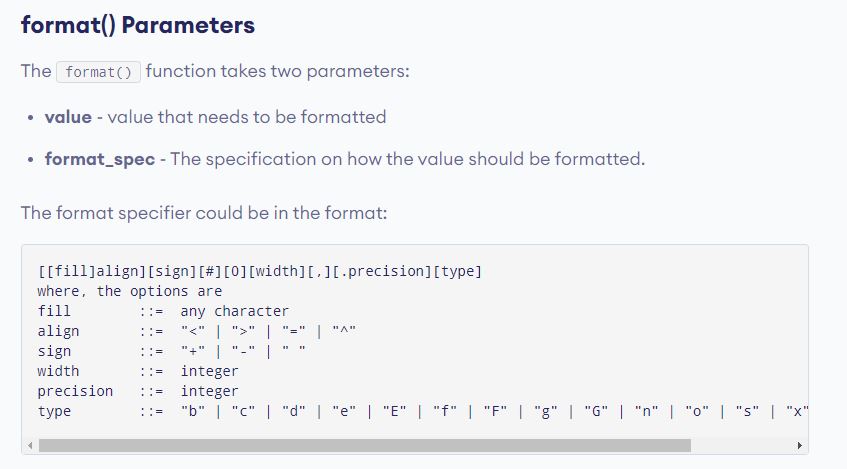 format() Parameters
The format() function takes two parameters:
• value - value that needs to be formatted
• format_spec - The specification on how the value should be formatted.
The format specifier could be in the format:
[[fill]align][sign][#][0][width][,][.precision][type]
where, the options are
fill        ::=  any character
align       ::=  "<" | ">" | "=" | "^"
sign        ::=  "+" | "-" | " "
width       ::=  integer
precision   ::=  integer
type        ::=  "b" | "c" | "d" | "e" | "E" | "f" | "F" | "g" | "G" | "n" | "o" | "s" | "x"